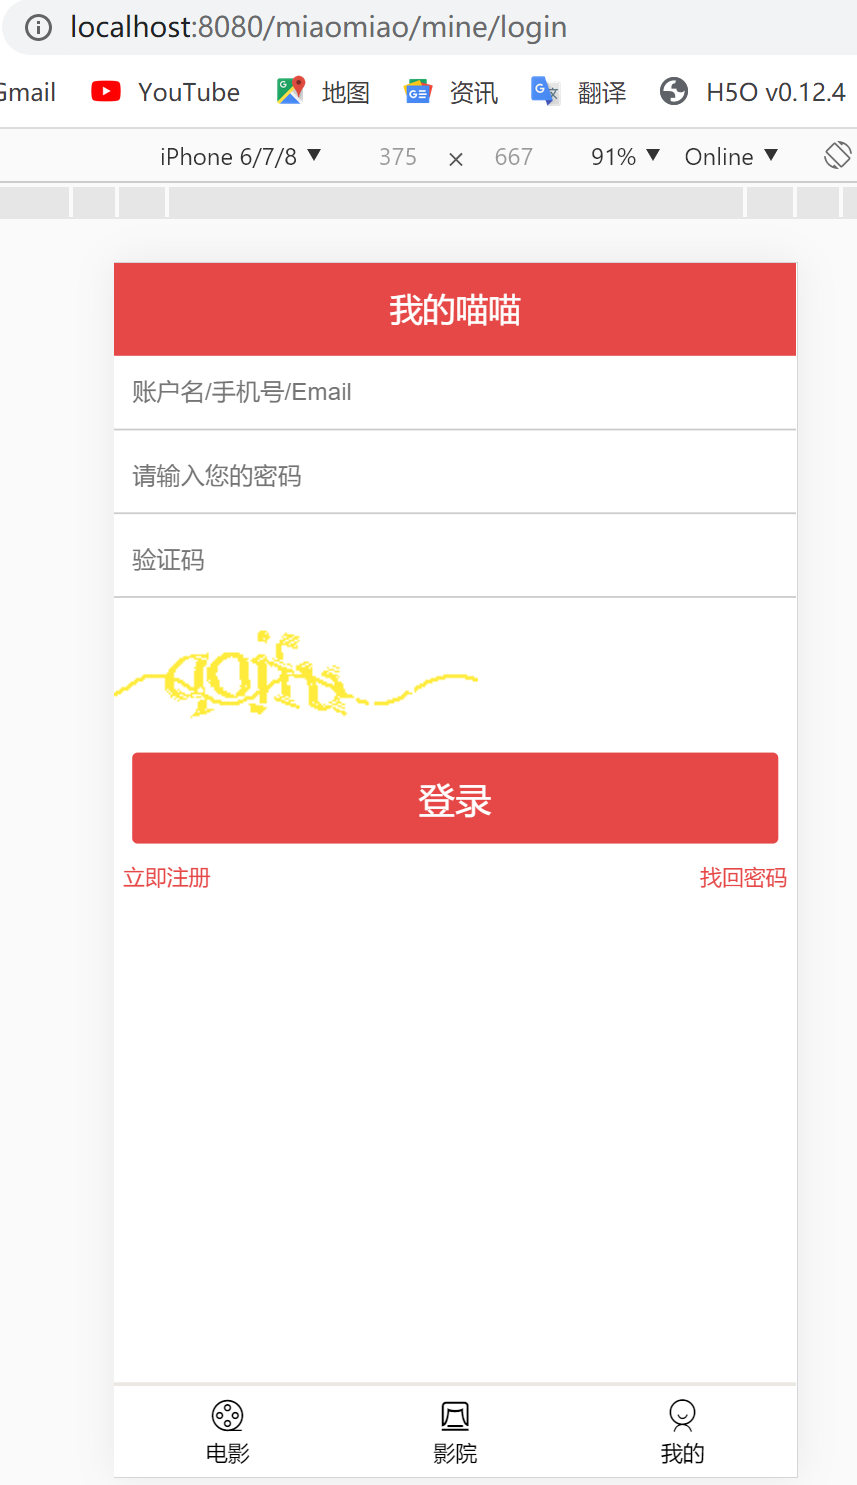 localhost:8080/miaomiao/mine/login
Gmail YouTube 地图 资讯 翻译 H5O v0.12.4
iPhone 6/7/8 375 × 667 91% Online
我的喵喵
账户名/手机号/Email
请输入您的密码
验证码
登录
立即注册 找回密码
电影 影院 我的